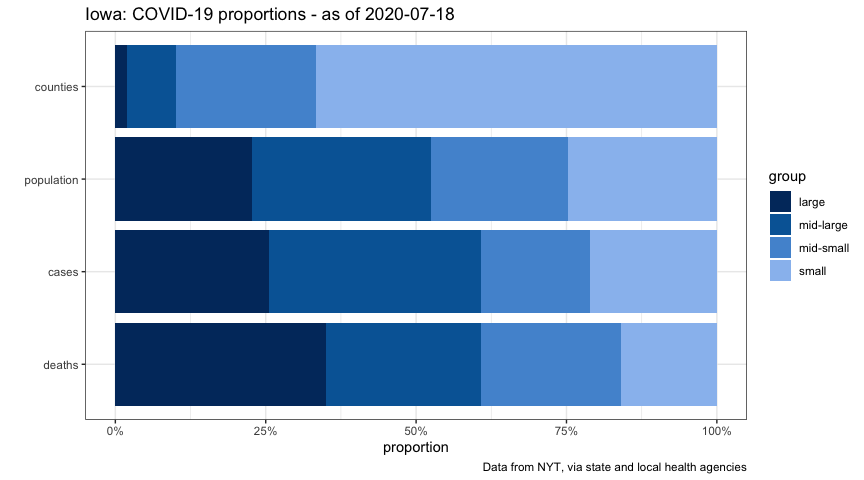 Iowa: COVID-19 proportions - as of 2020-07-18
counties
population
cases
deaths
0% 25% 50% 75% 100%
proportion
group
large
mid-large
mid-small
small
Data from NYT, via state and local health agencies